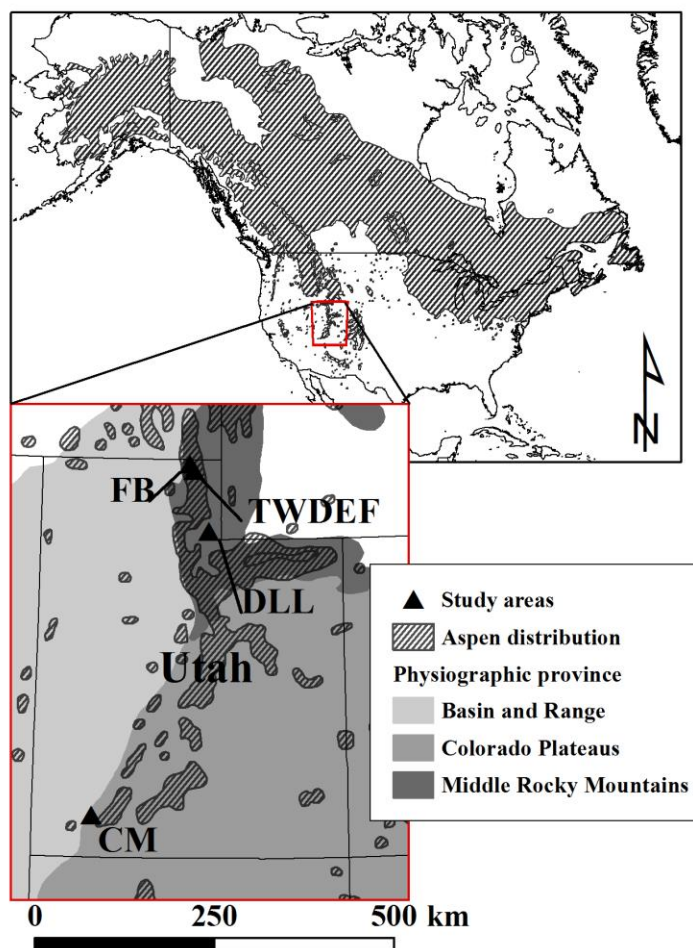 N
FB
TWDEF
DLL
Utah
CM
Study areas
Aspen distribution
Physiographic province
Basin and Range
Colorado Plateaus
Middle Rocky Mountains
0 250 500 km